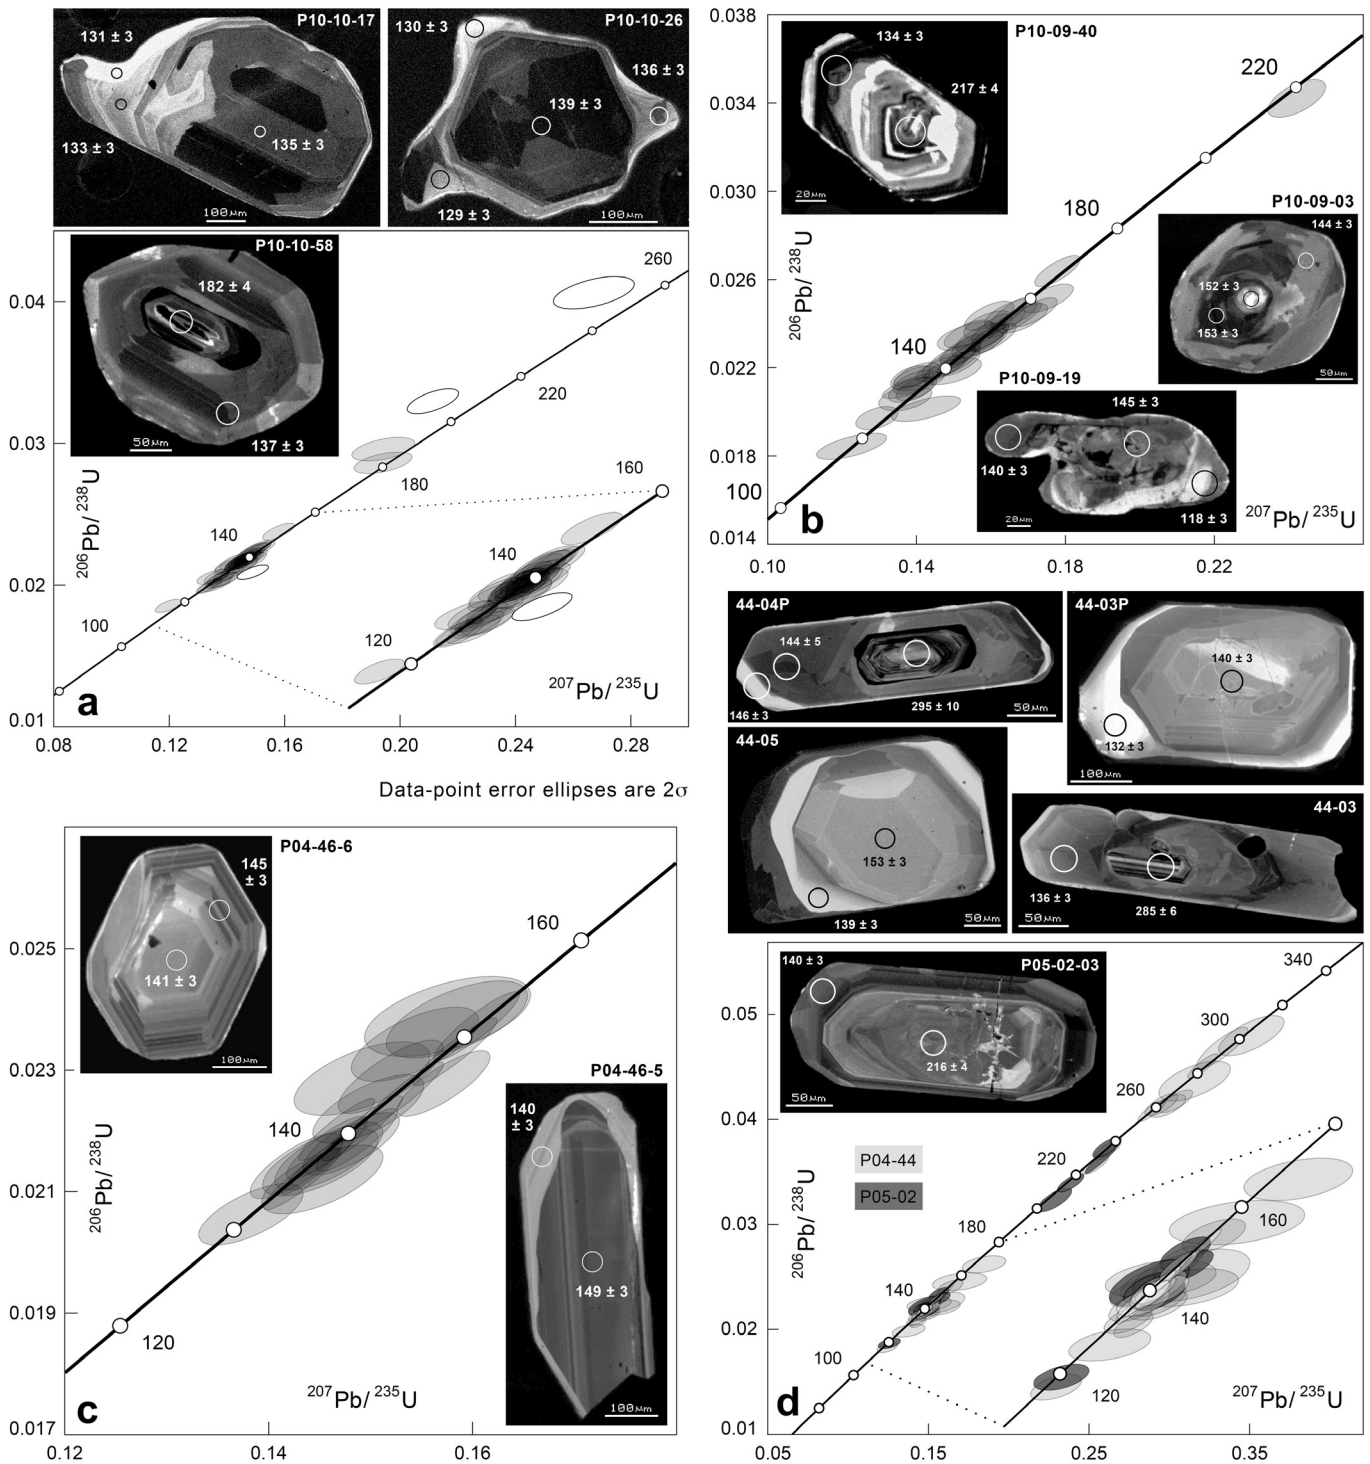 P10-10-17
131 ± 3
133 ± 3
135 ± 3
100µm
P10-10-26
130 ± 3
136 ± 3
139 ± 3
129 ± 3
100µm
P10-10-58
182 ± 4
137 ± 3
50µm
0.04
0.03
0.02
0.01
206Pb/238U
260
220
180
160
140
140
120
100
a
207Pb/235U
0.08
0.12
0.16
0.20
0.24
0.28
Data-point error ellipses are 2σ
0.038
0.034
0.030
0.026
0.022
0.018
0.014
206Pb/238U
P10-09-40
134 ± 3
217 ± 4
20µm
220
180
140
100
P10-09-03
144 ± 3
152 ± 3
153 ± 3
50µm
P10-09-19
145 ± 3
140 ± 3
118 ± 3
20µm
b
207Pb/235U
0.10
0.14
0.18
0.22
P04-46-6
145
± 3
141 ± 3
100µm
P04-46-5
140
± 3
149 ± 3
100µm
160
140
120
0.025
0.023
0.021
0.019
0.017
206Pb/238U
c
207Pb/235U
0.12
0.14
0.16
44-04P
144 ± 5
146 ± 3
295 ± 10
50µm
44-03P
140 ± 3
132 ± 3
100µm
44-05
153 ± 3
139 ± 3
50µm
44-03
136 ± 3
285 ± 6
50µm
P05-02-03
140 ± 3
216 ± 4
50µm
P04-44
P05-02
0.05
0.04
0.03
0.02
0.01
206Pb/238U
340
300
260
220
180
160
140
140
120
100
d
207Pb/235U
0.05
0.15
0.25
0.35